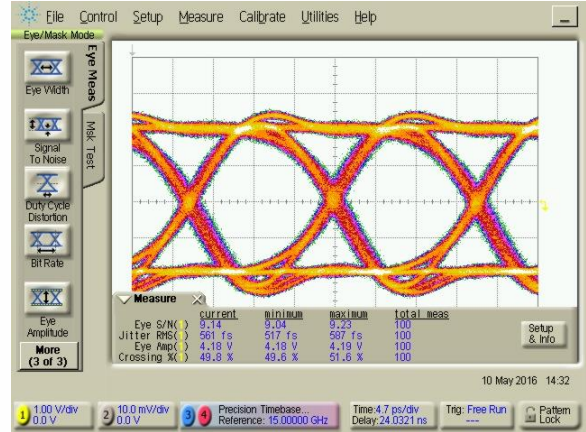 File Control Setup Measure Calibrate Utilities Help
Eye/Mask Mode
Eye Meas
Msk Test
Eye Width
Signal
To Noise
Duty Cycle
Distortion
Bit Rate
Eye
Amplitude
More
(3 of 3)
Measure
current minimum maximum total meas
Eye S/N(1) 9.14 9.04 9.23 100
Jitter RMS(1) 561 fs 517 fs 587 fs 100
Eye Amp(1) 4.18 V 4.18 V 4.19 V 100
Crossing %(1) 49.8 % 49.6 % 51.6 % 100
Setup
& Info
10 May 2016 14:32
1 1.00 V/div
0.0 V
2 10.0 mV/div
0.0 V
3 4 Precision Timebase...
Reference: 15.00000 GHz
Time:4.7 ps/div
Delay:24.0321 ns
Trig: Free Run
---
Pattern
Lock